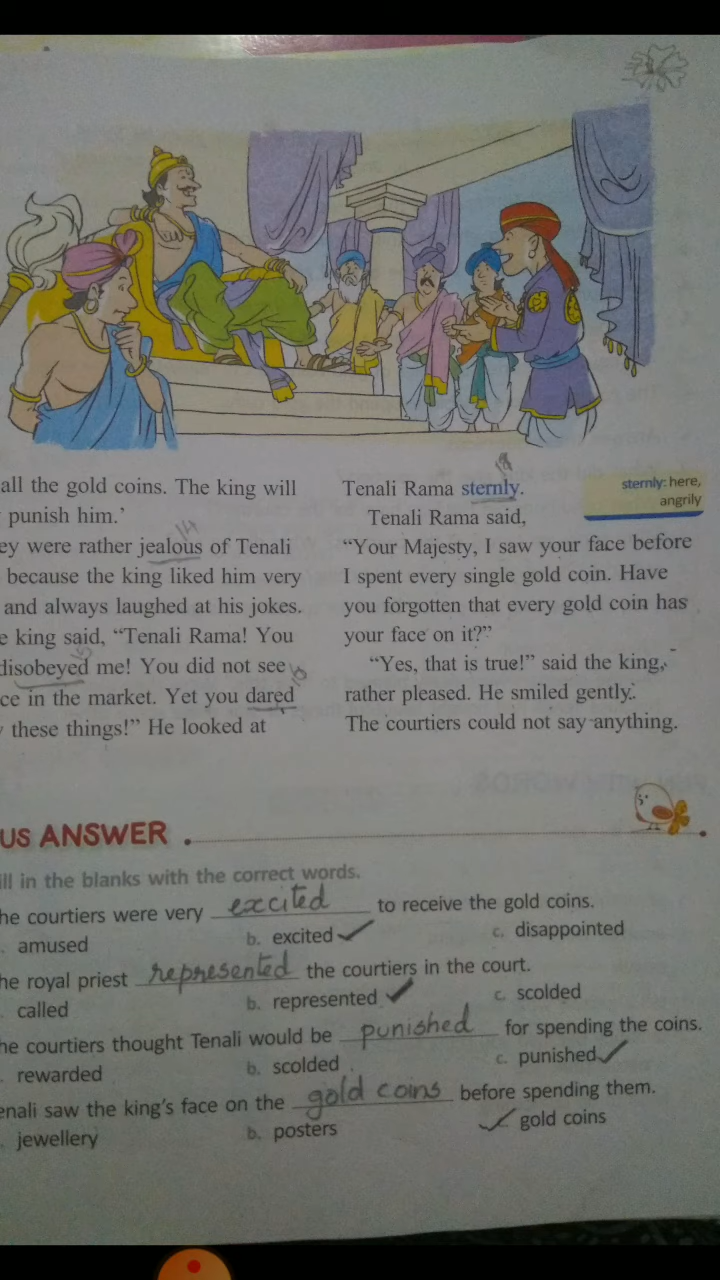 all the gold coins. The king will
punish him.’
ey were rather jealous of Tenali
because the king liked him very
and always laughed at his jokes.
e king said, “Tenali Rama! You
disobeyed me! You did not see
ce in the market. Yet you dared
these things!” He looked at
Tenali Rama sternly.
sternly: here,
angrily
Tenali Rama said,
“Your Majesty, I saw your face before
I spent every single gold coin. Have
you forgotten that every gold coin has
your face on it?”
“Yes, that is true!” said the king,
rather pleased. He smiled gently.
The courtiers could not say anything.
US ANSWER
ill in the blanks with the correct words.
he courtiers were very excited to receive the gold coins.
. amused b. excited c. disappointed
he royal priest represented the courtiers in the court.
. called b. represented c. scolded
he courtiers thought Tenali would be punished for spending the coins.
. rewarded b. scolded c. punished
enali saw the king’s face on the gold coins before spending them.
. jewellery b. posters gold coins